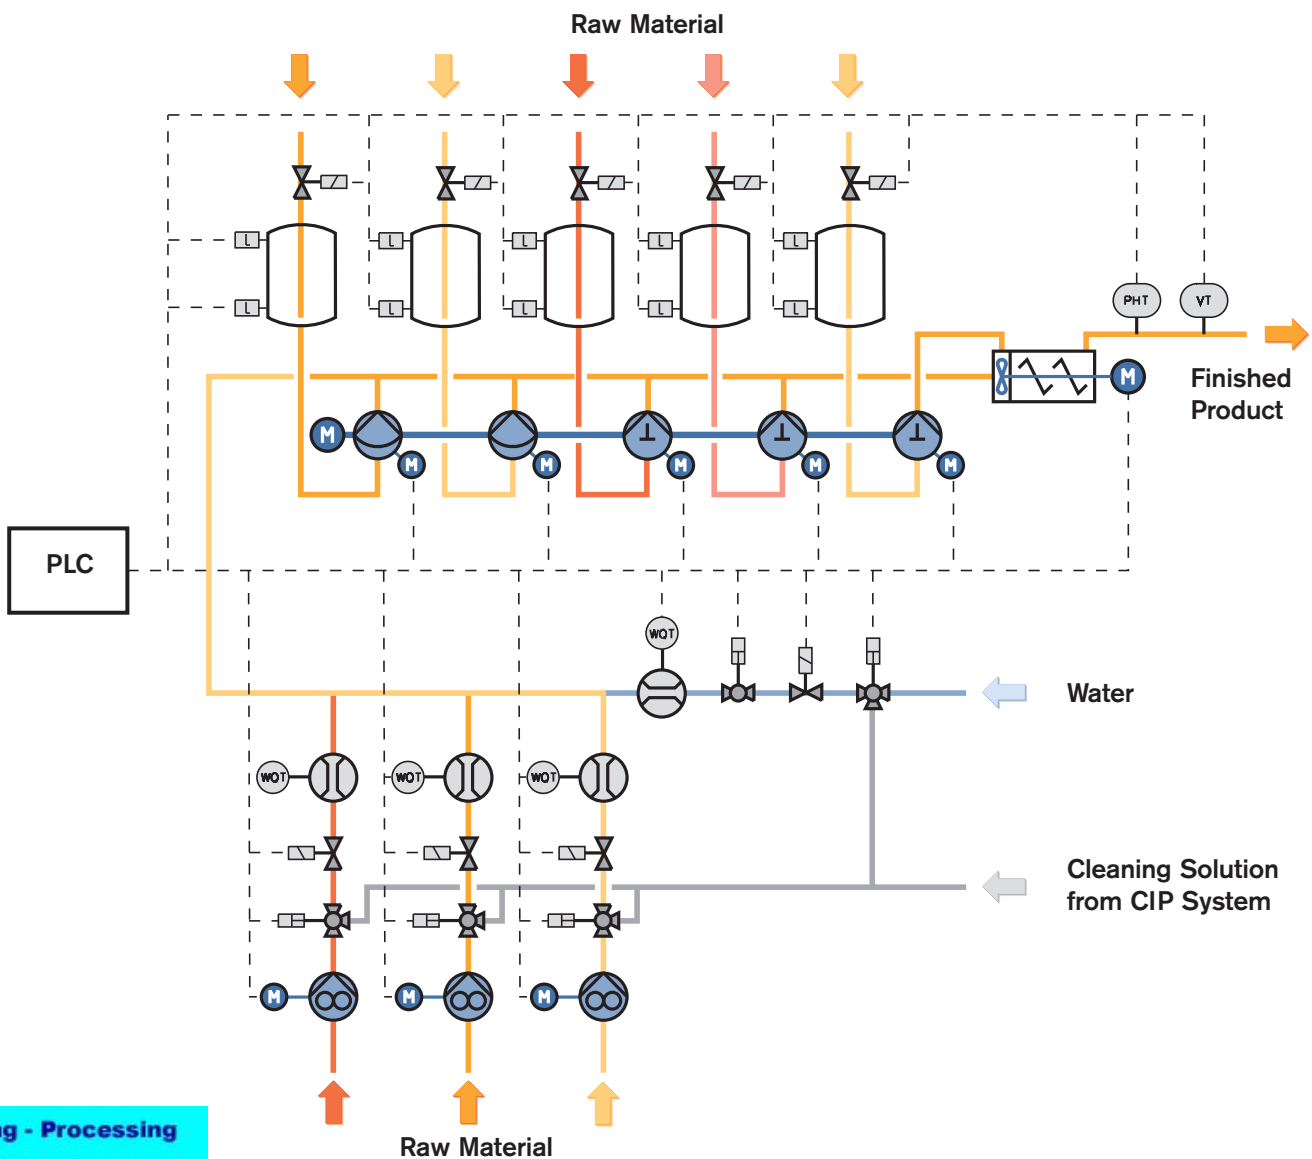 Raw Material
L
L
L
L
L
L
L
L
L
L
PHT
VT
M
Finished
Product
M
M
M
M
M
M
PLC
WQT
Water
WQT
WQT
WQT
Cleaning Solution
from CIP System
M
M
M
Raw Material
- Processing